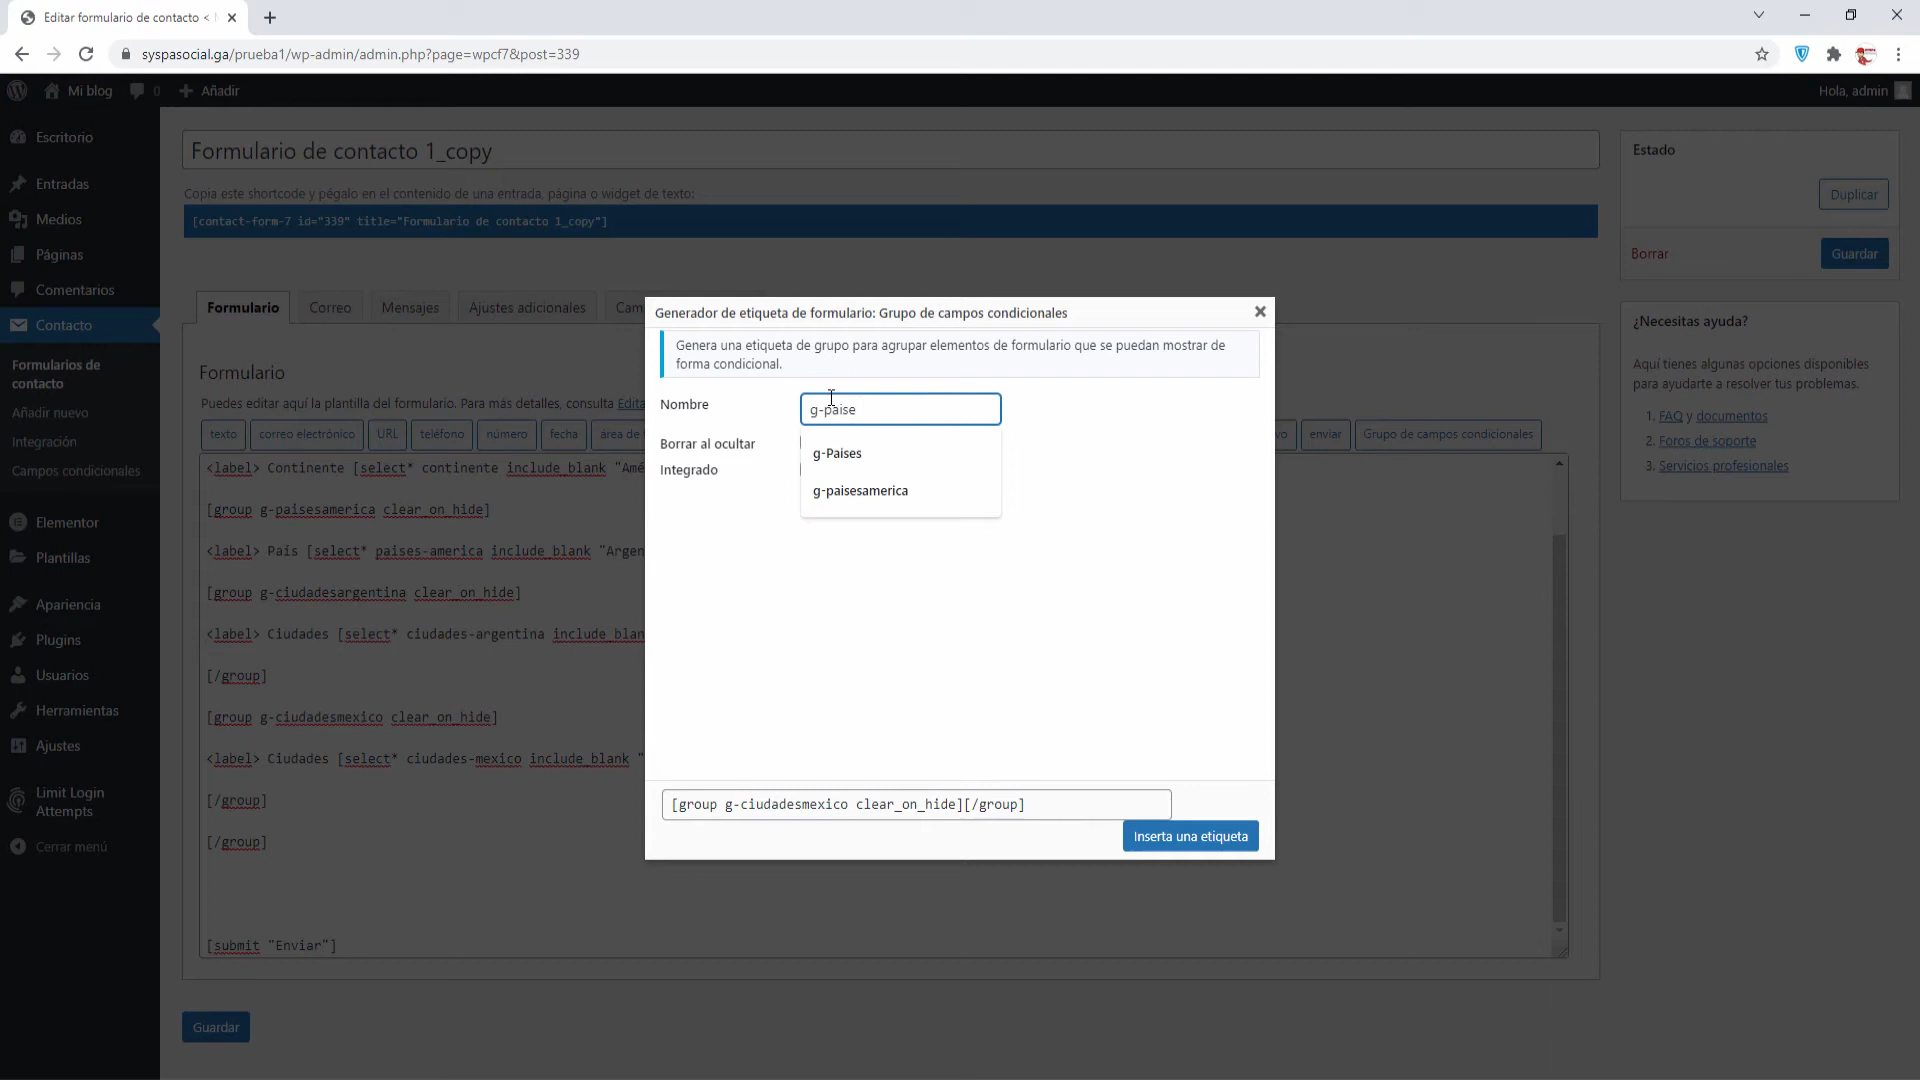 Editar formulario de contacto <
syspasocial.ga/prueba1/wp-admin/admin.php?page=wpcf7&post=339
Mi blog
0
Añadir
Hola, admin
Escritorio
Entradas
Medios
Páginas
Comentarios
Contacto
Formularios de
contacto
Añadir nuevo
Integración
Campos condicionales
Elementor
Plantillas
Apariencia
Plugins
Usuarios
Herramientas
Ajustes
Limit Login
Attempts
Cerrar menú
Formulario de contacto 1_copy
Copia este shortcode y pégalo en el contenido de una entrada, página o widget de texto:
[contact-form-7 id="339" title="Formulario de contacto 1_copy"]
Formulario
Correo
Mensajes
Ajustes adicionales
Cam
Formulario
Puedes editar aquí la plantilla del formulario. Para más detalles, consulta Edita
texto
correo electrónico
URL
teléfono
número
fecha
área de
vo
enviar
Grupo de campos condicionales
<label> Continente [select* continente include_blank "Amé
[group g-paisesamerica clear_on_hide]
<label> País [select* paises-america include_blank "Argen
[group g-ciudadesargentina clear_on_hide]
<label> Ciudades [select* ciudades-argentina include_blan
[/group]
[group g-ciudadesmexico clear_on_hide]
<label> Ciudades [select* ciudades-mexico include_blank "
[/group]
[/group]
[submit "Enviar"]
Guardar
Generador de etiqueta de formulario: Grupo de campos condicionales
Genera una etiqueta de grupo para agrupar elementos de formulario que se puedan mostrar de
forma condicional.
Nombre
g-paise
Borrar al ocultar
Integrado
g-Paises
g-paisesamerica
[group g-ciudadesmexico clear_on_hide][/group]
Inserta una etiqueta
Estado
Duplicar
Borrar
Guardar
¿Necesitas ayuda?
Aquí tienes algunas opciones disponibles
para ayudarte a resolver tus problemas.
1. FAQ y documentos
2. Foros de soporte
3. Servicios profesionales